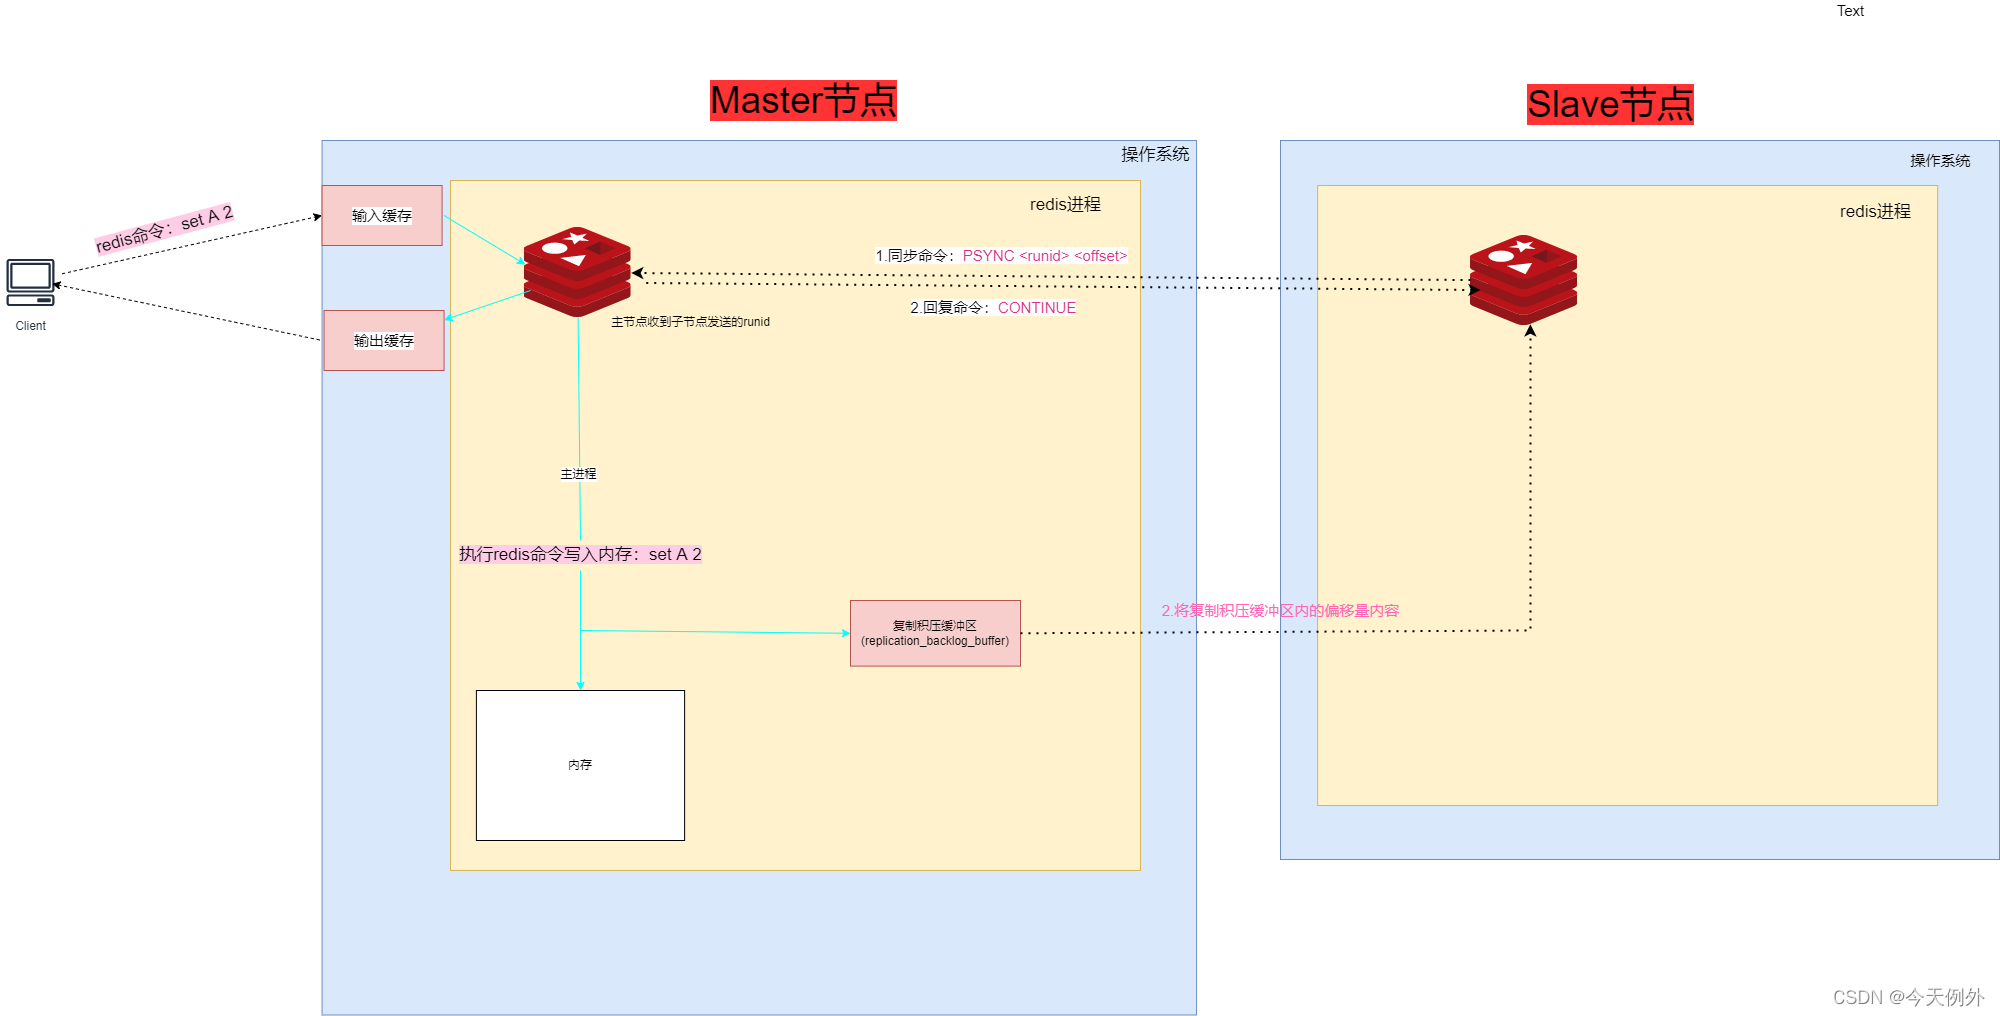 Text
Master节点
Slave节点
操作系统
操作系统
redis进程
redis进程
输入缓存
redis命令：set A 2
1.同步命令：PSYNC <runid> <offset>
2.回复命令：CONTINUE
主节点收到子节点发送的runid
Client
输出缓存
主进程
执行redis命令写入内存：set A 2
2.将复制积压缓冲区内的偏移量内容
复制积压缓冲区
(replication_backlog_buffer)
内存
CSDN @今天例外